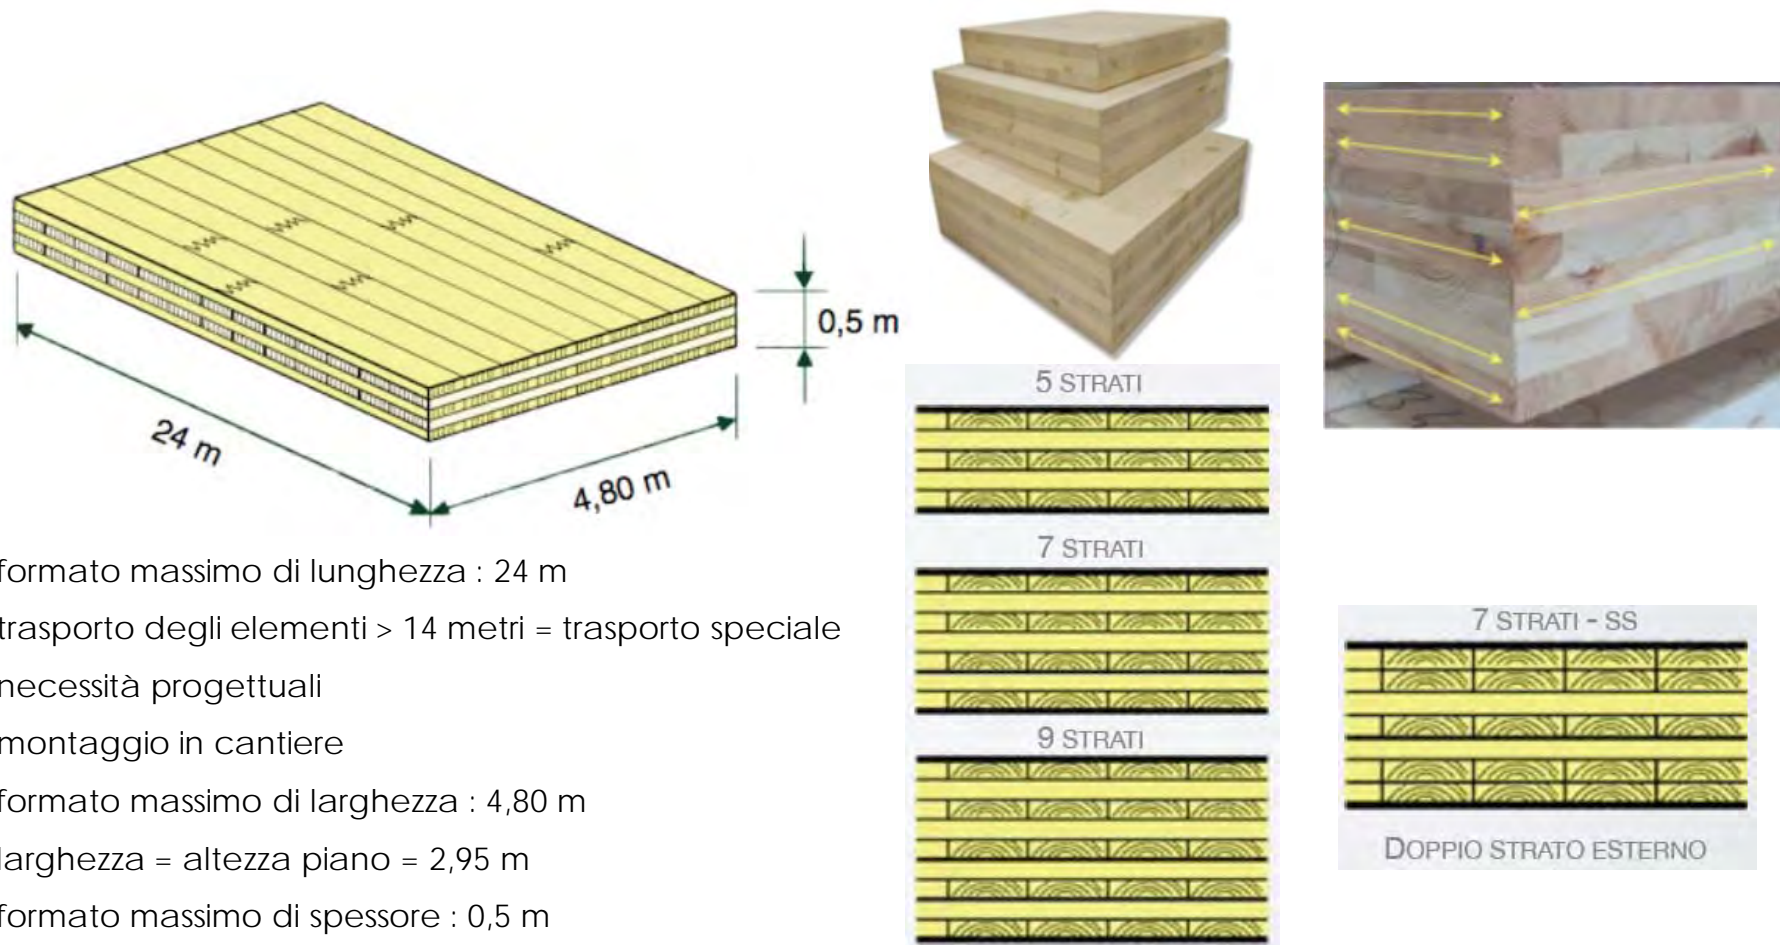 0,5 m
24 m
4,80 m
formato massimo di lunghezza : 24 m
trasporto degli elementi > 14 metri = trasporto speciale
necessità progettuali
montaggio in cantiere
formato massimo di larghezza : 4,80 m
larghezza = altezza piano = 2,95 m
formato massimo di spessore : 0,5 m
5 STRATI
7 STRATI
9 STRATI
7 STRATI - SS
DOPPIO STRATO ESTERNO